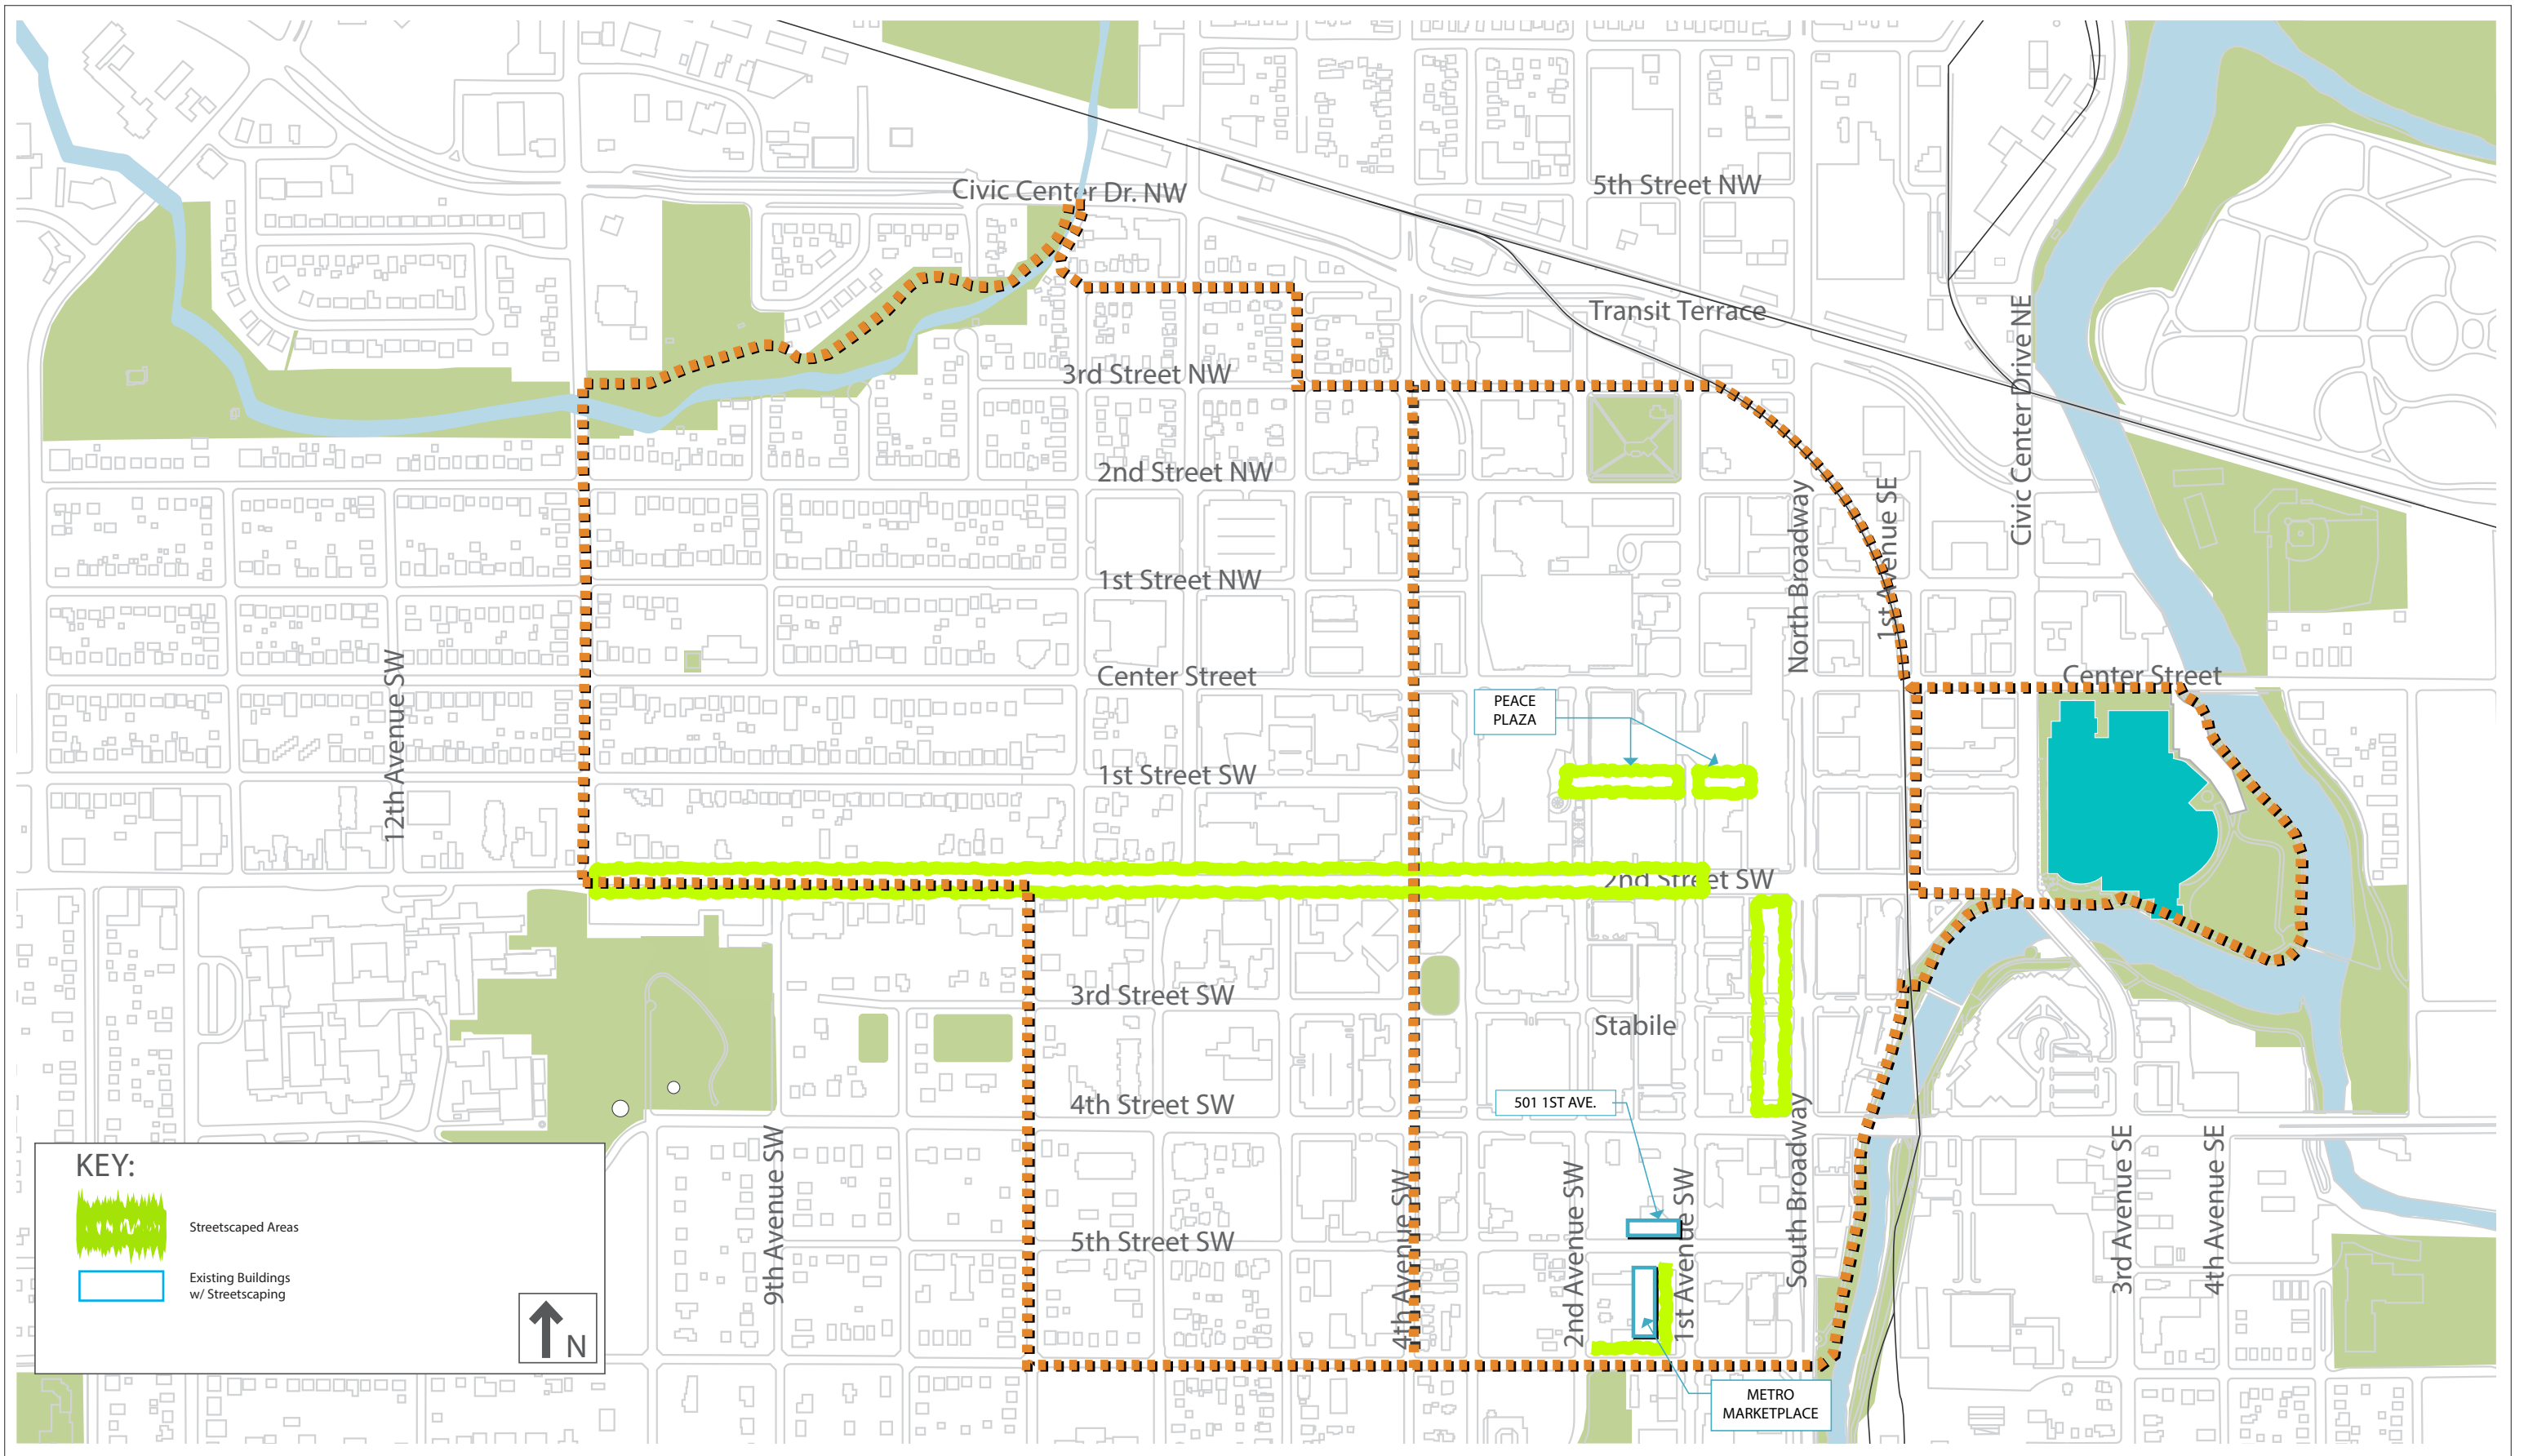 Civic Center Dr. NW
5th Street NW
Transit Terrace
3rd Street NW
Civic Center Drive NE
2nd Street NW
1st Avenue SE
North Broadway
1st Street NW
Center Street
Center Street
12th Avenue SW
PEACE
PLAZA
1st Street SW
2nd Street SW
3rd Street SW
Stabile
4th Street SW
501 1ST AVE.
9th Avenue SW
4th Avenue SW
2nd Avenue SW
1st Avenue SW
South Broadway
3rd Avenue SE
4th Avenue SE
5th Street SW
METRO
MARKETPLACE
KEY:
Streetscaped Areas
Existing Buildings
w/ Streetscaping
N